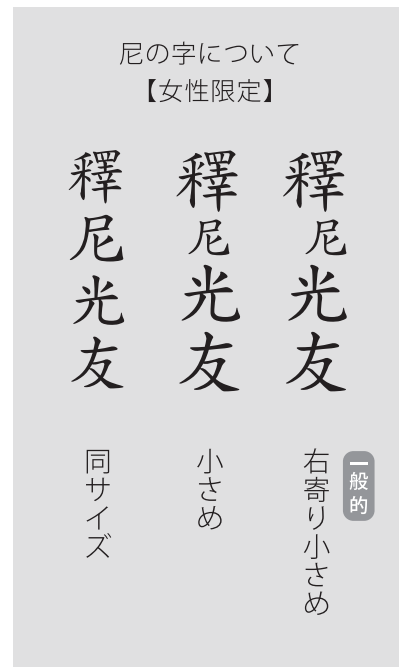 尼の字について
【女性限定】
釋尼光友
釋尼光友
釋尼光友
一般的
右寄り小さめ
小さめ
同サイズ